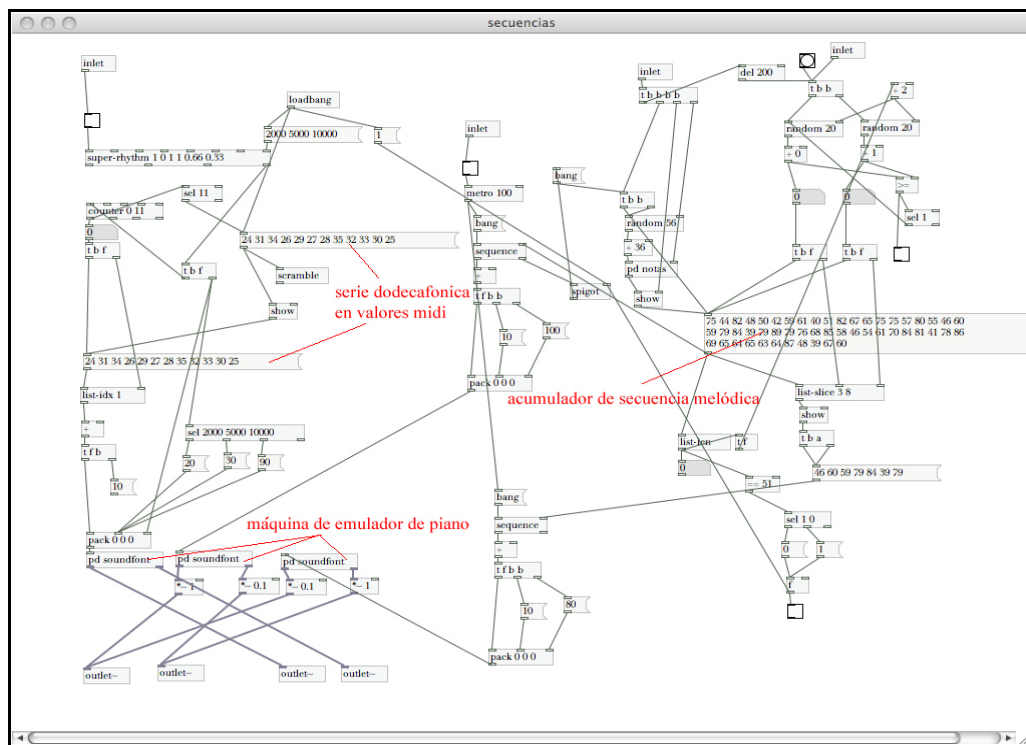 secuencias
inlet
loadbang
2000 5000 10000
1
super-rhythm 1 0 1 1 0.66 0.33
sel 11
counter 0 11
0
t b f
24 31 34 26 29 27 28 35 32 33 30 25
t b f
scramble
show
serie dodecafonica
en valores midi
24 31 34 26 29 27 28 35 32 33 30 25
list-idx 1
+
t f b
10
sel 2000 5000 10000
20
30
90
pack 0 0 0
máquina de emulador de piano
pd soundfont
pd soundfont
pd soundfont
*~ 1
*~ 0.1
*~ 0.1
*~ 1
outlet~
outlet~
outlet~
outlet~
inlet
metro 100
bang
sequence
+
t f b b
10
100
pack 0 0 0
bang
spigot
inlet
t b b b b
del 200
t b b
random 56
+ 36
pd notas
show
inlet
t b b
+ 2
random 20
random 20
+ 0
+ 1
>=
0
0
sel 1
t b f
t b f
75 44 82 48 50 42 59 61 40 51 82 67 65 75 75 57 80 55 46 60
59 79 84 39 79 89 79 76 68 85 58 46 54 61 70 84 81 41 78 86
69 65 64 65 63 64 87 48 39 67 60
acumulador de secuencia melódica
list-slice 3 8
show
t b a
46 60 59 79 84 39 79
list-len
t f
0
== 51
sel 1 0
0
1
f
bang
sequence
+
t f b b
10
80
pack 0 0 0